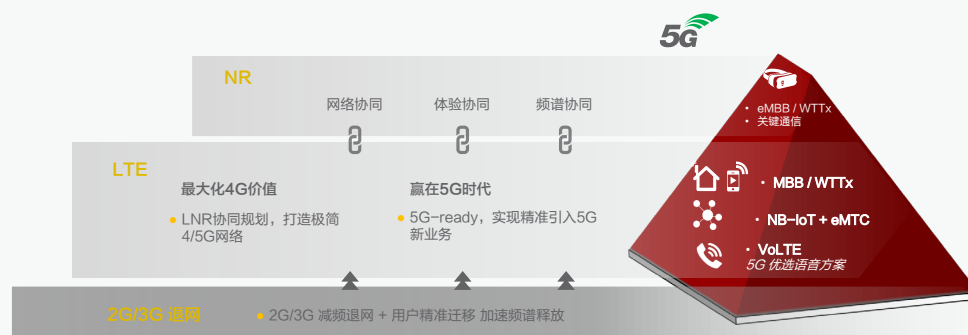 5G
NR
网络协同
体验协同
频谱协同
• eMBB / WTTx
• 关键通信
LTE
最大化4G价值
• LNR协同规划，打造极简
4/5G网络
赢在5G时代
• 5G-ready，实现精准引入5G
新业务
• MBB / WTTx
• NB-IoT + eMTC
• VoLTE
5G 优选语音方案
2G/3G 退网
• 2G/3G 减频退网 + 用户精准迁移 加速频谱释放